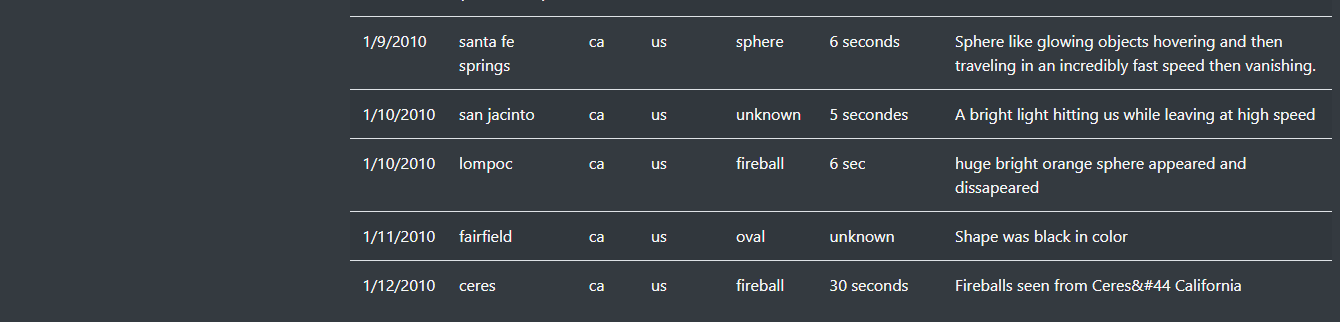 1/9/2010 santa fe ca us sphere 6 seconds Sphere like glowing objects hovering and then
springs traveling in an incredibly fast speed then vanishing.
1/10/2010 san jacinto ca us unknown 5 secondes A bright light hitting us while leaving at high speed
1/10/2010 lompoc ca us fireball 6 sec huge bright orange sphere appeared and
dissapeared
1/11/2010 fairfield ca us oval unknown Shape was black in color
1/12/2010 ceres ca us fireball 30 seconds Fireballs seen from Ceres&#44 California